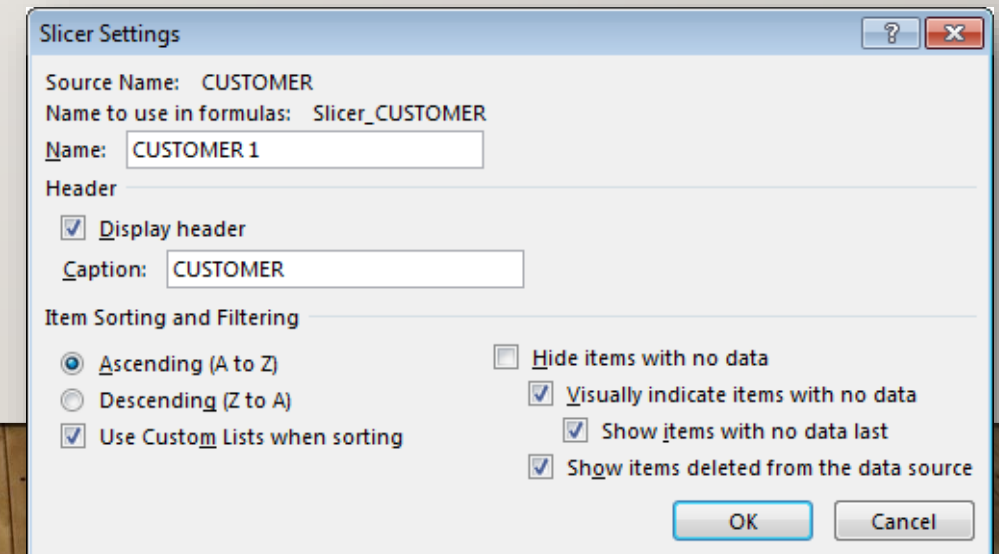 Slicer Settings
Source Name: CUSTOMER
Name to use in formulas: Slicer_CUSTOMER
Name: CUSTOMER 1
Header
Display header
Caption: CUSTOMER
Item Sorting and Filtering
Ascending (A to Z)
Descending (Z to A)
Use Custom Lists when sorting
Hide items with no data
Visually indicate items with no data
Show items with no data last
Show items deleted from the data source
OK
Cancel